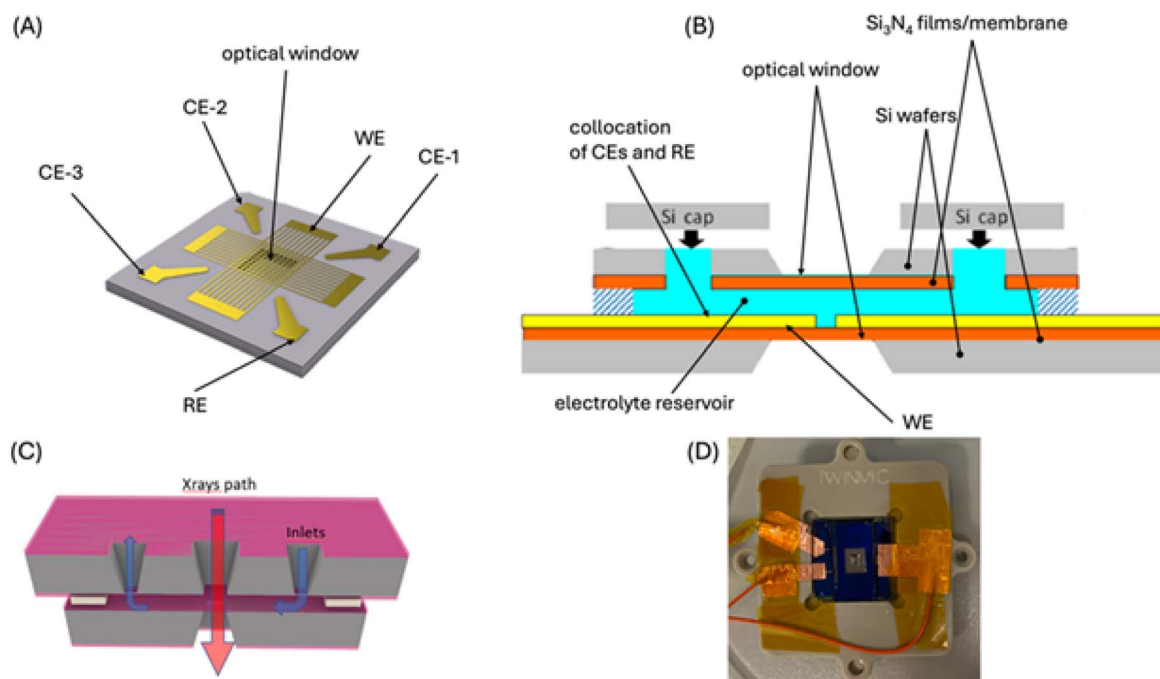 (A)
optical window
CE-2
WE
CE-1
CE-3
RE
(B)
Si₃N₄ films/membrane
optical window
Si wafers
collocation
of CEs and RE
Si cap
Si cap
electrolyte reservoir
WE
(C)
Xrays path
Inlets
(D)
TWINMIC